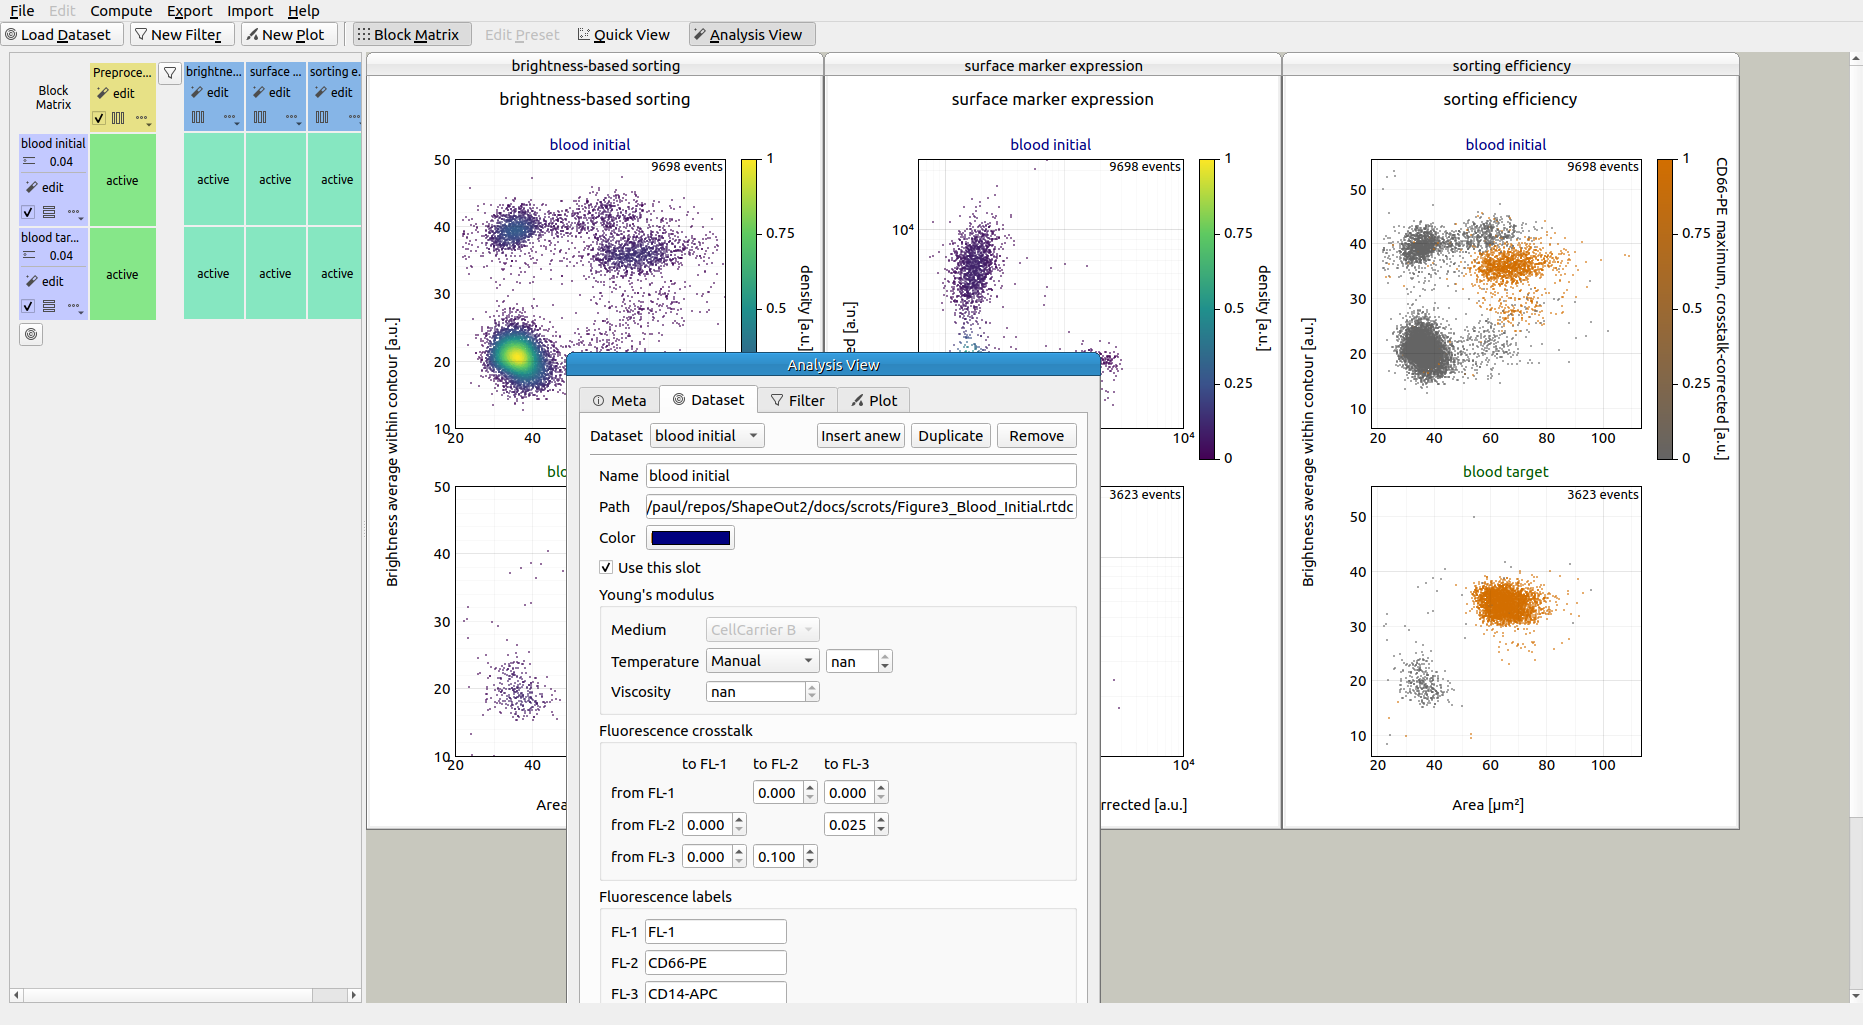 File Edit Compute Export Import Help
Load Dataset New Filter New Plot Block Matrix Edit Preset Quick View Analysis View
Block
Matrix
Preproce...
edit
brightne...
edit
surface ...
edit
sorting e.
edit
blood initial
0.04
edit
active active active active
blood tar...
0.04
edit
active active active active
brightness-based sorting
brightness-based sorting
blood initial
9698 events
50
40
30
20
10
20 40
Brightness average within contour [a.u.]
1
0.75
0.5
density [a.u.]
blo
50
40
30
20
10
20 40
Area
surface marker expression
surface marker expression
blood initial
9698 events
10⁴
ed [a.u.]
10⁴
1
0.75
0.5
0.25
0
density [a.u.]
3623 events
10⁴
rrected [a.u.]
sorting efficiency
sorting efficiency
blood initial
9698 events
50
40
30
20
10
20 40 60 80 100
Brightness average within contour [a.u.]
1
0.75
0.5
0.25
0
CD66-PE maximum, crosstalk-corrected [a.u.]
blood target
3623 events
50
40
30
20
10
20 40 60 80 100
Area [µm²]
Analysis View
Meta Dataset Filter Plot
Dataset blood initial Insert anew Duplicate Remove
Name blood initial
Path /paul/repos/ShapeOut2/docs/scrots/Figure3_Blood_Initial.rtdc
Color
Use this slot
Young's modulus
Medium CellCarrier B
Temperature Manual nan
Viscosity nan
Fluorescence crosstalk
to FL-1 to FL-2 to FL-3
from FL-1 0.000 0.000
from FL-2 0.000 0.025
from FL-3 0.000 0.100
Fluorescence labels
FL-1 FL-1
FL-2 CD66-PE
FL-3 CD14-APC